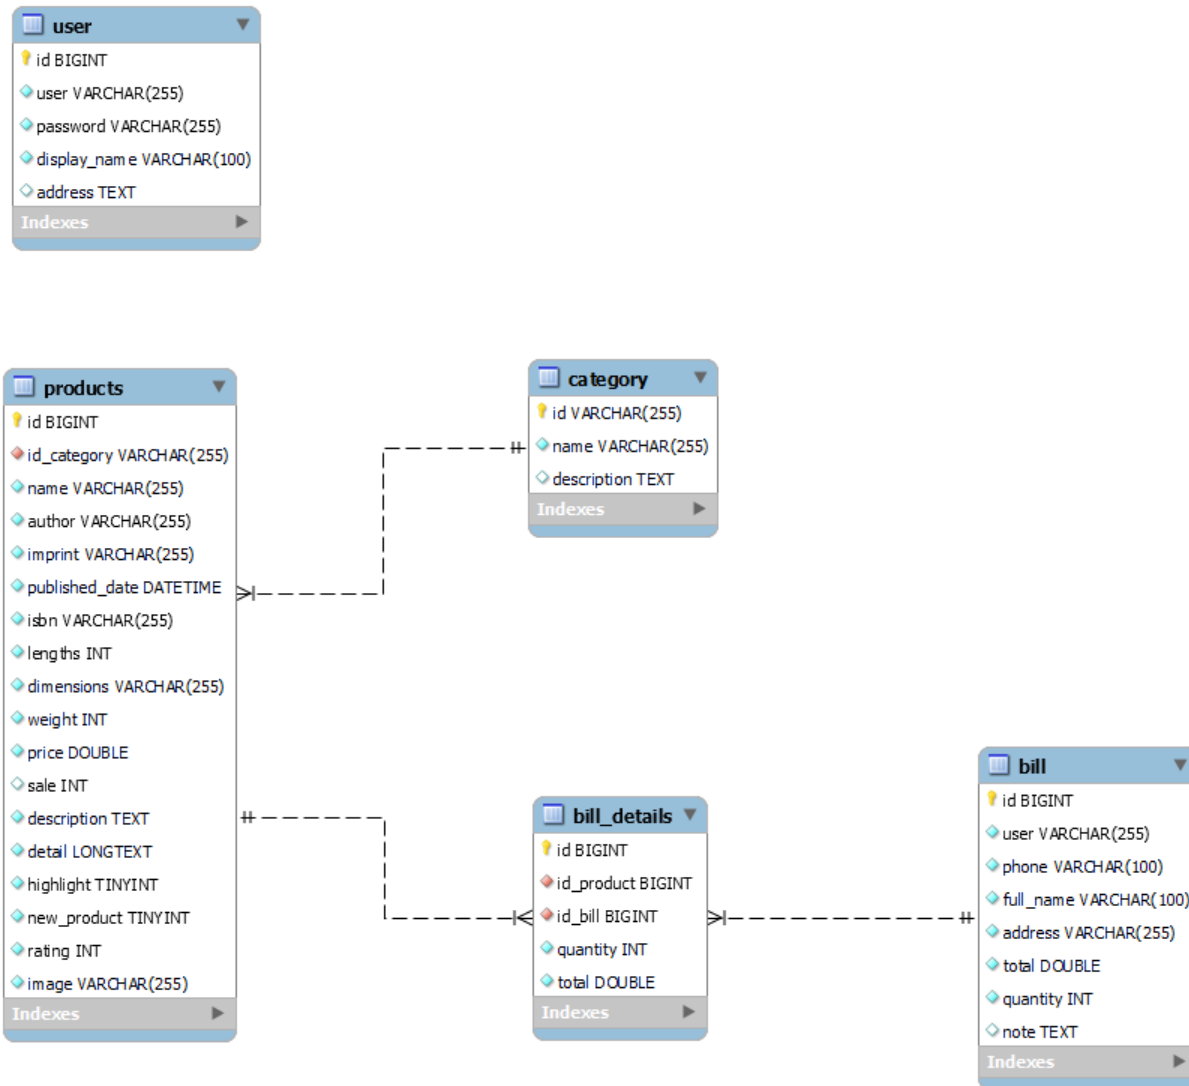 user
id BIGINT
user VARCHAR(255)
password VARCHAR(255)
display_name VARCHAR(100)
address TEXT
Indexes
products
id BIGINT
id_category VARCHAR(255)
name VARCHAR(255)
author VARCHAR(255)
imprint VARCHAR(255)
published_date DATETIME
isbn VARCHAR(255)
lengths INT
dimensions VARCHAR(255)
weight INT
price DOUBLE
sale INT
description TEXT
detail LONGTEXT
highlight TINYINT
new_product TINYINT
rating INT
image VARCHAR(255)
Indexes
category
id VARCHAR(255)
name VARCHAR(255)
description TEXT
Indexes
bill_details
id BIGINT
id_product BIGINT
id_bill BIGINT
quantity INT
total DOUBLE
Indexes
bill
id BIGINT
user VARCHAR(255)
phone VARCHAR(100)
full_name VARCHAR(100)
address VARCHAR(255)
total DOUBLE
quantity INT
note TEXT
Indexes